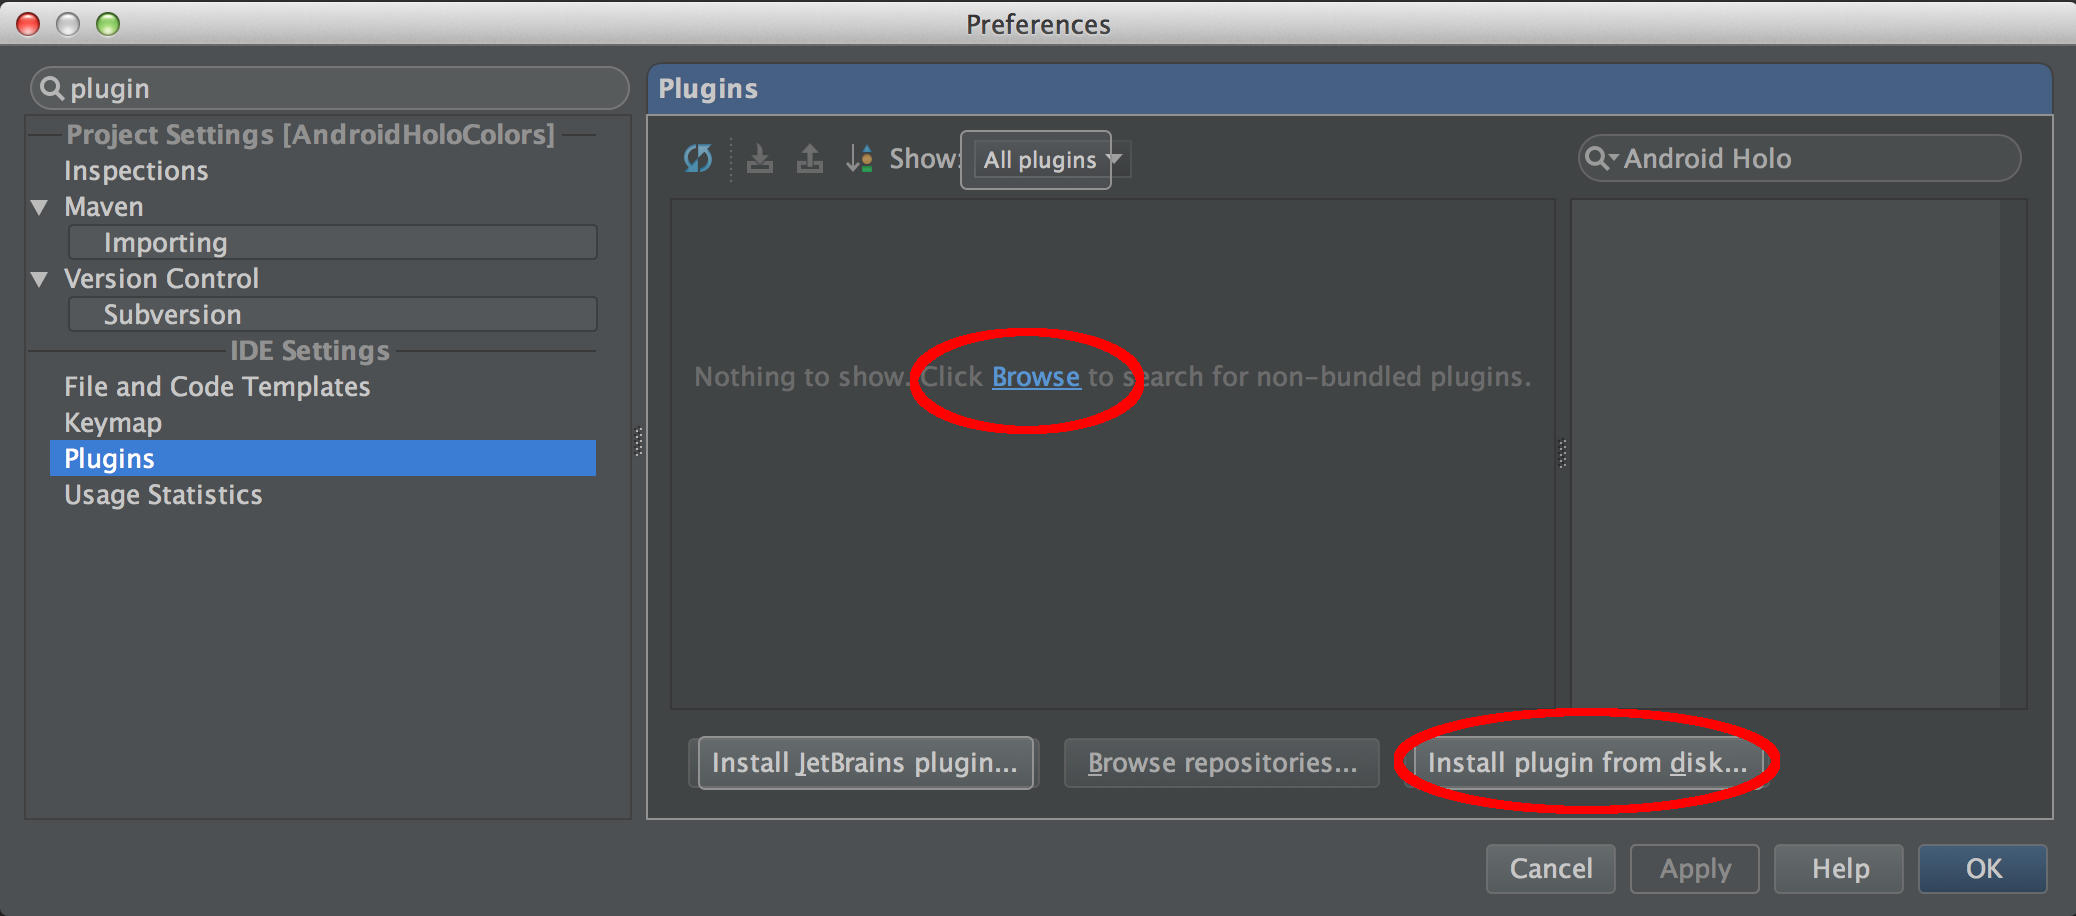 Preferences
plugin
Project Settings [AndroidHoloColors]
Inspections
Maven
Importing
Version Control
Subversion
IDE Settings
File and Code Templates
Keymap
Plugins
Usage Statistics
Plugins
Show: All plugins
Android Holo
Nothing to show. Click Browse to search for non-bundled plugins.
Install JetBrains plugin... Browse repositories... Install plugin from disk...
Cancel Apply Help OK